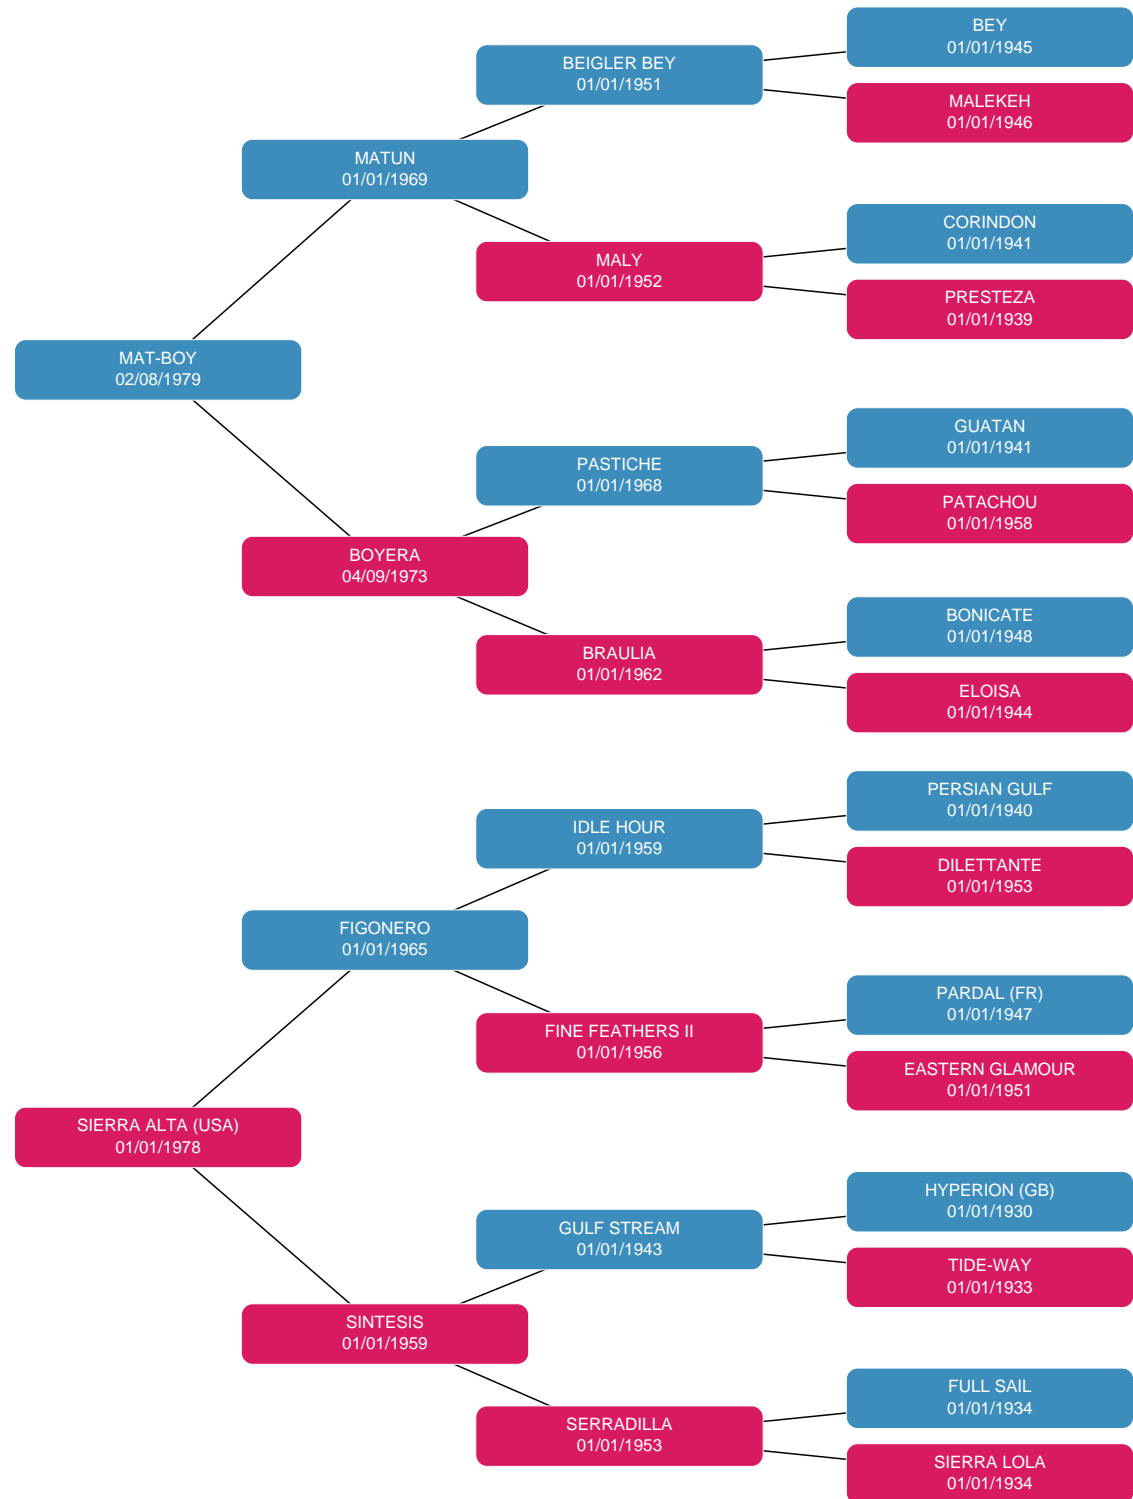 BEY
01/01/1945
BEIGLER BEY
01/01/1951
MALEKEH
01/01/1946
MATUN
01/01/1969
CORINDON
01/01/1941
MALY
01/01/1952
PRESTEZA
01/01/1939
MAT-BOY
02/08/1979
GUATAN
01/01/1941
PASTICHE
01/01/1968
PATACHOU
01/01/1958
BOYERA
04/09/1973
BONICATE
01/01/1948
BRAULIA
01/01/1962
ELOISA
01/01/1944
PERSIAN GULF
01/01/1940
IDLE HOUR
01/01/1959
DILETTANTE
01/01/1953
FIGONERO
01/01/1965
PARDAL (FR)
01/01/1947
FINE FEATHERS II
01/01/1956
EASTERN GLAMOUR
01/01/1951
SIERRA ALTA (USA)
01/01/1978
HYPERION (GB)
01/01/1930
GULF STREAM
01/01/1943
TIDE-WAY
01/01/1933
SINTESIS
01/01/1959
FULL SAIL
01/01/1934
SERRADILLA
01/01/1953
SIERRA LOLA
01/01/1934